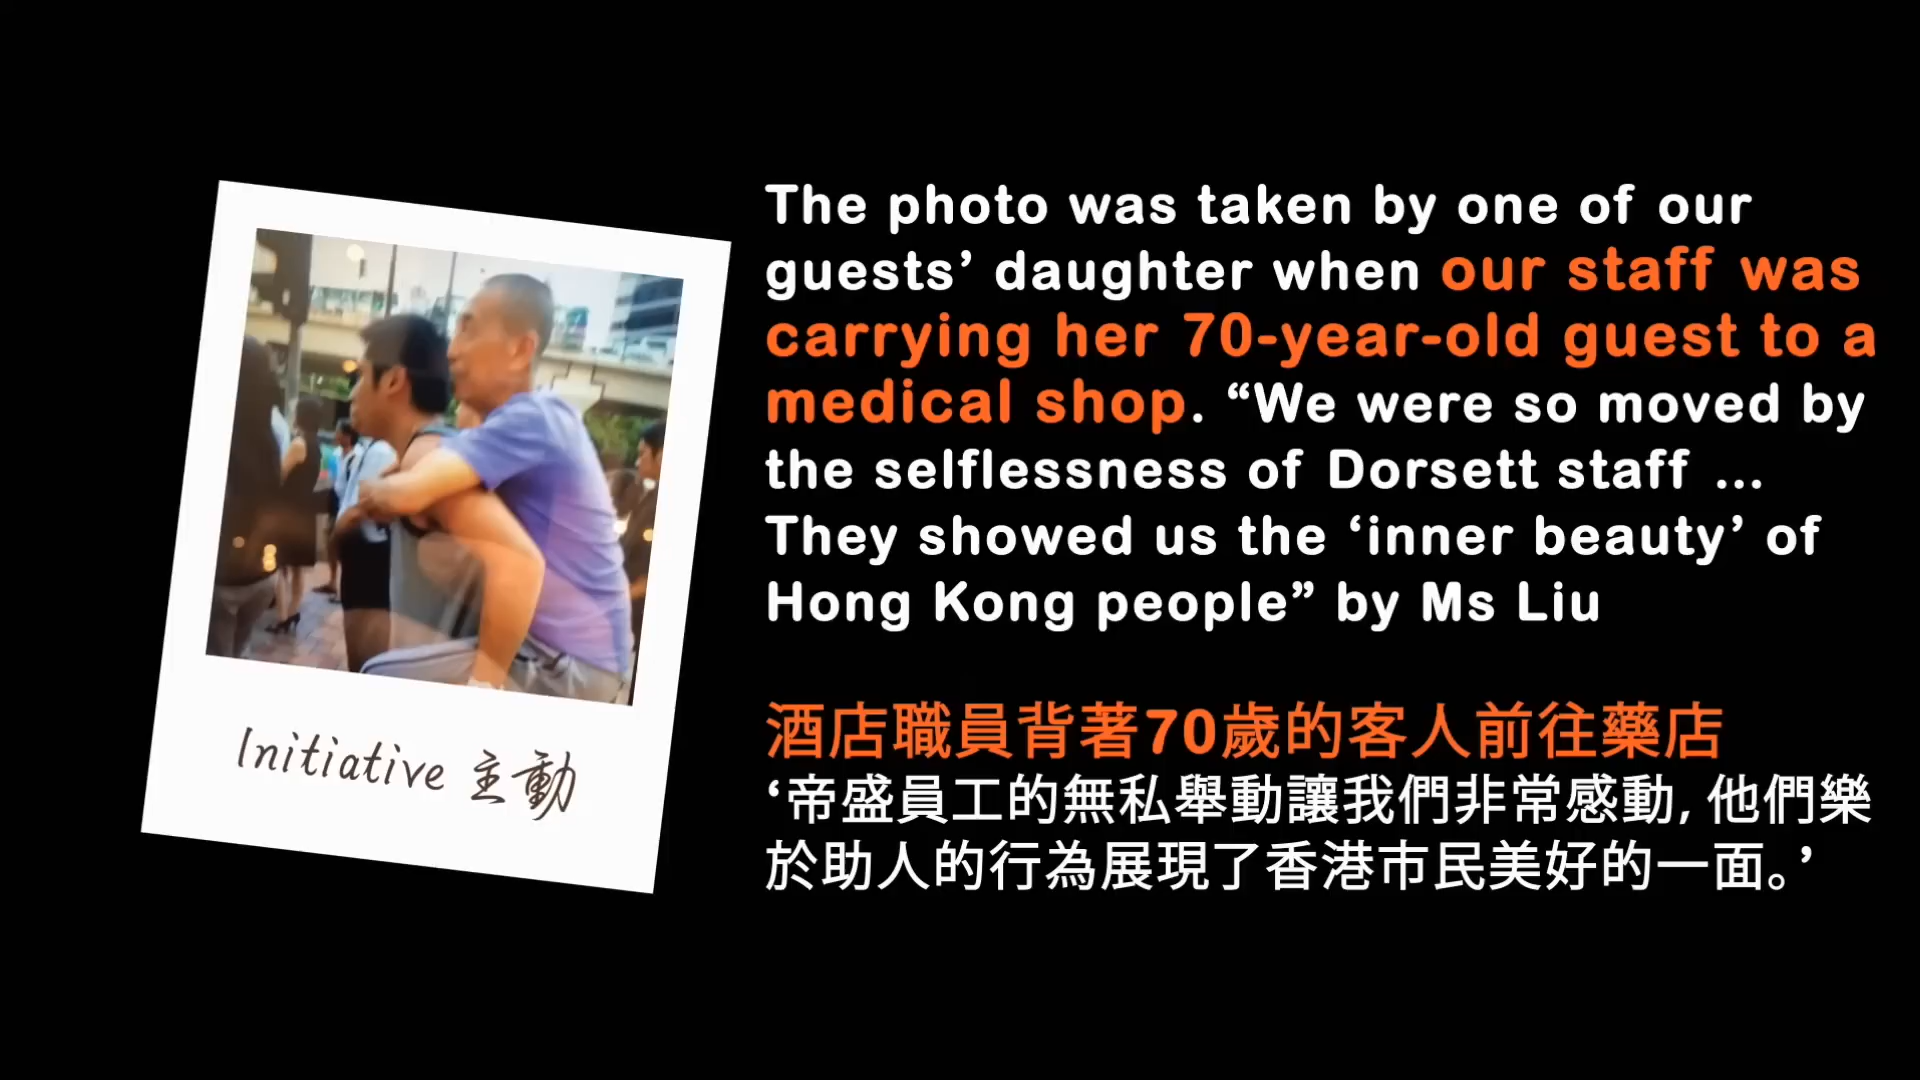 The photo was taken by one of our
guests’ daughter when our staff was
carrying her 70-year-old guest to a
medical shop. “We were so moved by
the selflessness of Dorsett staff ...
They showed us the ‘inner beauty’ of
Hong Kong people” by Ms Liu
酒店職員背著70歲的客人前往藥店
‘帝盛員工的無私舉動讓我們非常感動, 他們樂
於助人的行為展現了香港市民美好的一面。’
Initiative 主動